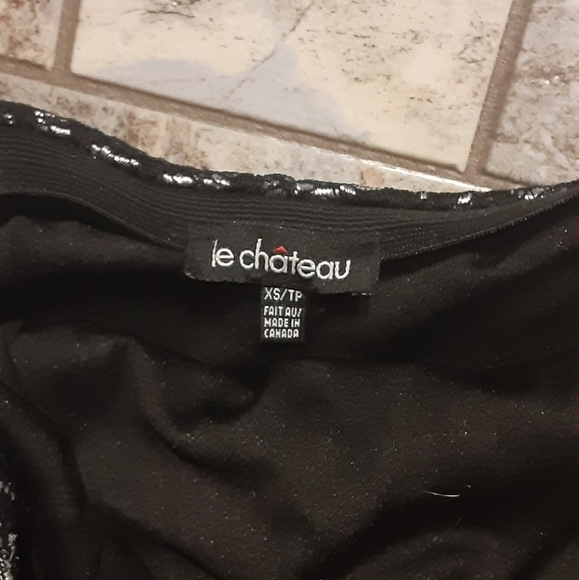 le château
XS/TP
FAIT AU/
MADE IN
CANADA